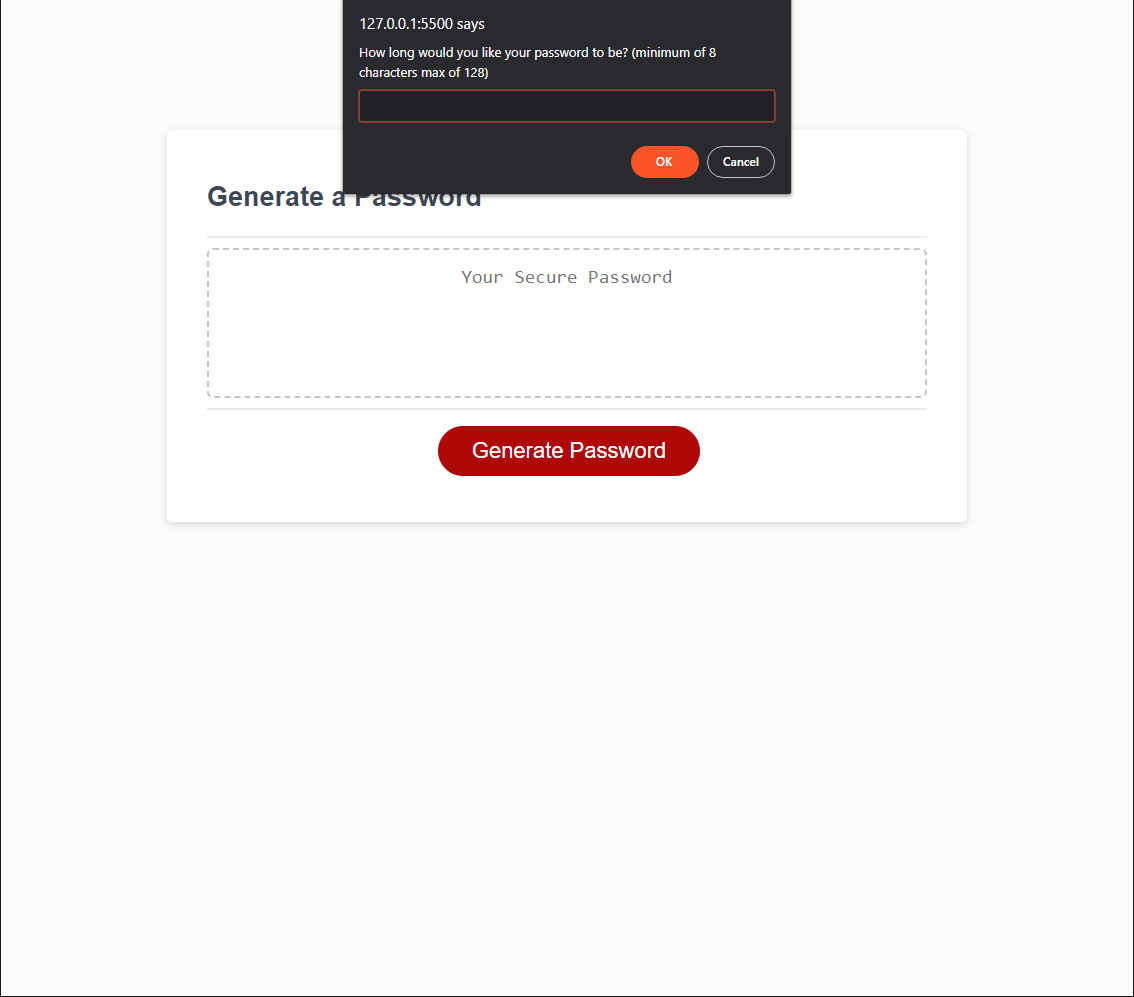 127.0.0.1:5500 says
How long would you like your password to be? (minimum of 8
characters max of 128)
OK
Cancel
Generate a Password
Your Secure Password
Generate Password